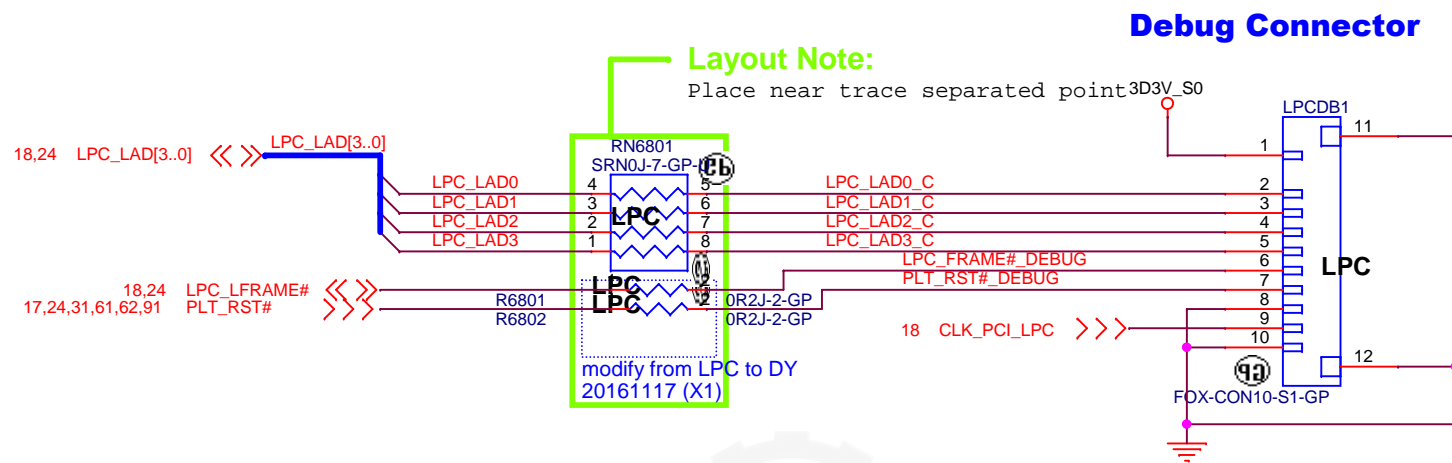 Debug Connector
Layout Note:
Place near trace separated point
3D3V_S0
LPCDB1
18,24 LPC_LAD[3..0]
LPC_LAD[3..0]
RN6801
SRN0J-7-GP-U
11
1
LPC_LAD0 4 5 LPC_LAD0_C 2
LPC_LAD1 3 6 LPC_LAD1_C 3
LPC_LAD2 2 7 LPC_LAD2_C 4
LPC_LAD3 1 8 LPC_LAD3_C 5
LPC
LPC_FRAME#_DEBUG 6
LPC
PLT_RST#_DEBUG 7
18,24 LPC_LFRAME# LPC 2
17,24,31,61,62,91 PLT_RST# R6801 LPC 2 0R2J-2-GP 8
R6802 0R2J-2-GP
18 CLK_PCI_LPC 9
10
12
modify from LPC to DY
20161117 (X1)
FOX-CON10-S1-GP